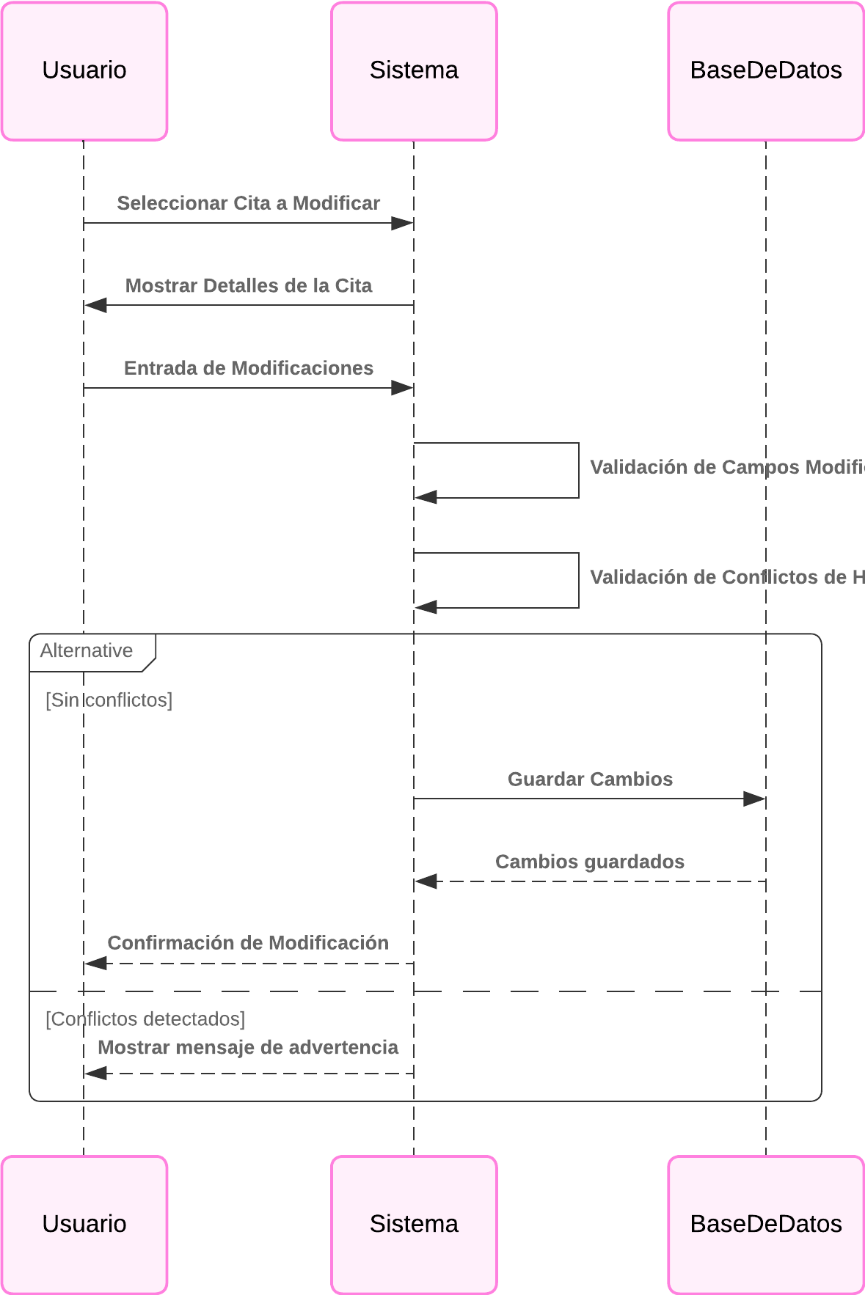 Usuario
Sistema
BaseDeDatos
Seleccionar Cita a Modificar
Mostrar Detalles de la Cita
Entrada de Modificaciones
Validación de Campos Modifi
Validación de Conflictos de H
Alternative
[Sin conflictos]
Guardar Cambios
Cambios guardados
Confirmación de Modificación
[Conflictos detectados]
Mostrar mensaje de advertencia
Usuario
Sistema
BaseDeDatos